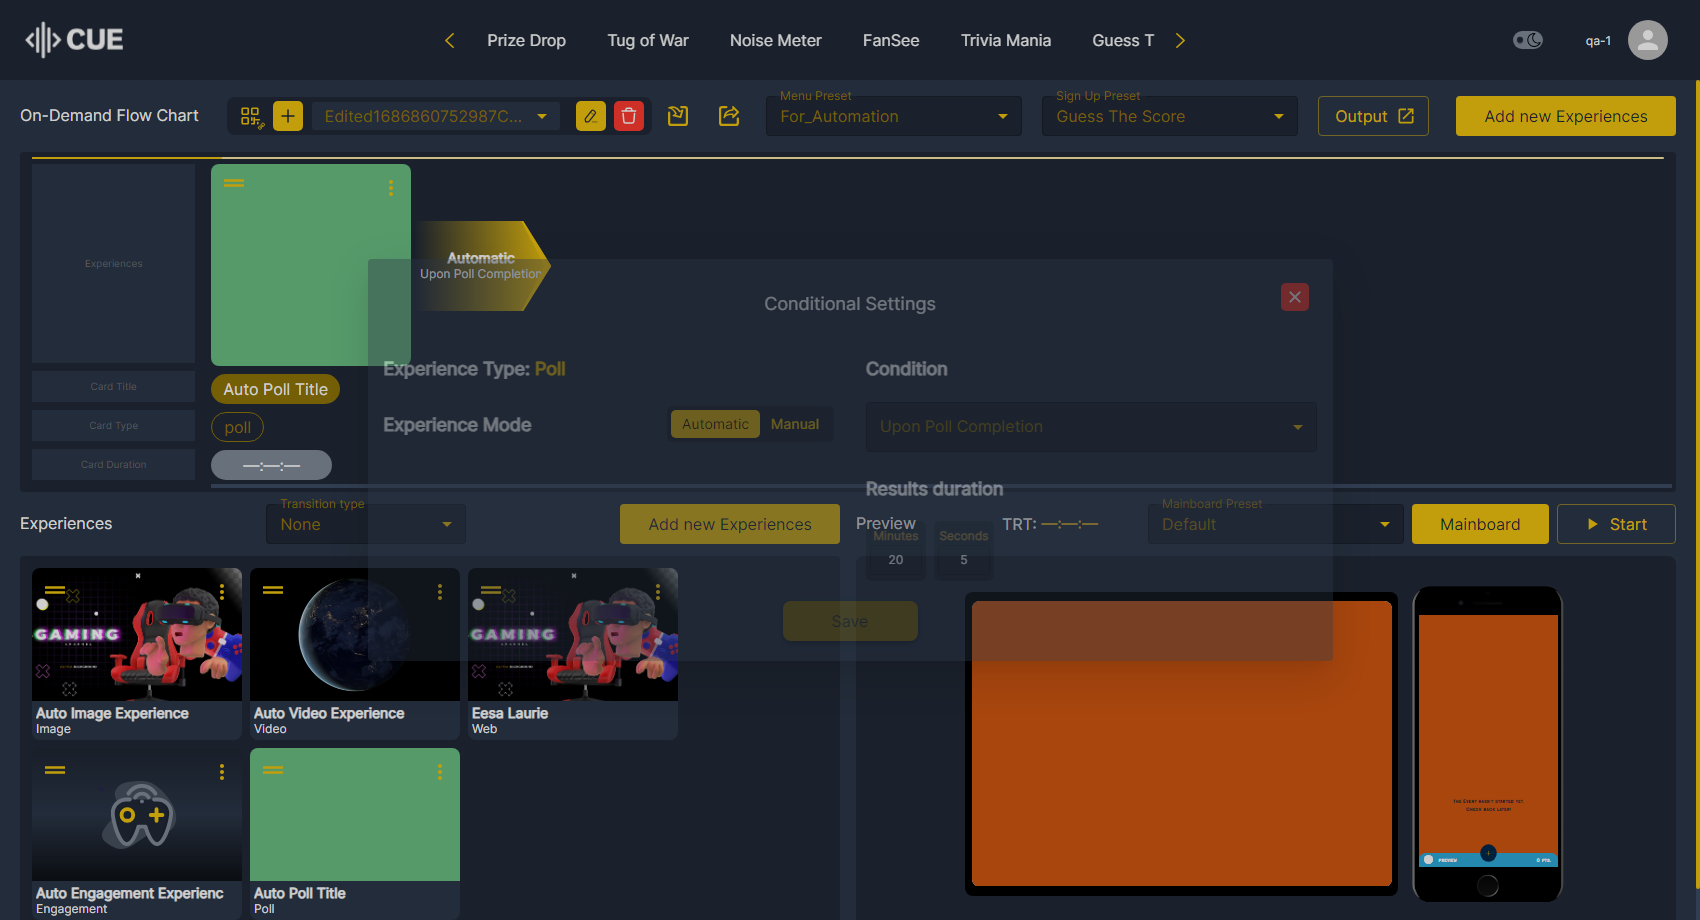 CUE
Prize Drop
Tug of War
Noise Meter
FanSee
Trivia Mania
Guess T
qa-1
On-Demand Flow Chart
Edited1686860752987C...
Menu Preset
For_Automation
Sign Up Preset
Guess The Score
Output
Add new Experiences
Experiences
Automatic
Upon Poll Completion
Card Title
Auto Poll Title
Card Type
poll
Card Duration
—:—:—
Conditional Settings
Experience Type: Poll
Experience Mode
Automatic
Manual
Condition
Upon Poll Completion
Results duration
Minutes
20
Seconds
5
Save
Experiences
Transition type
None
Add new Experiences
Preview
TRT: —:—:—
Mainboard Preset
Default
Mainboard
Start
GAMING
Auto Image Experience
Image
Auto Video Experience
Video
GAMING
Eesa Laurie
Web
Auto Engagement Experienc
Engagement
Auto Poll Title
Poll
The Event hasn't started yet.
Check back later!
PREVIEW
0 PTS.